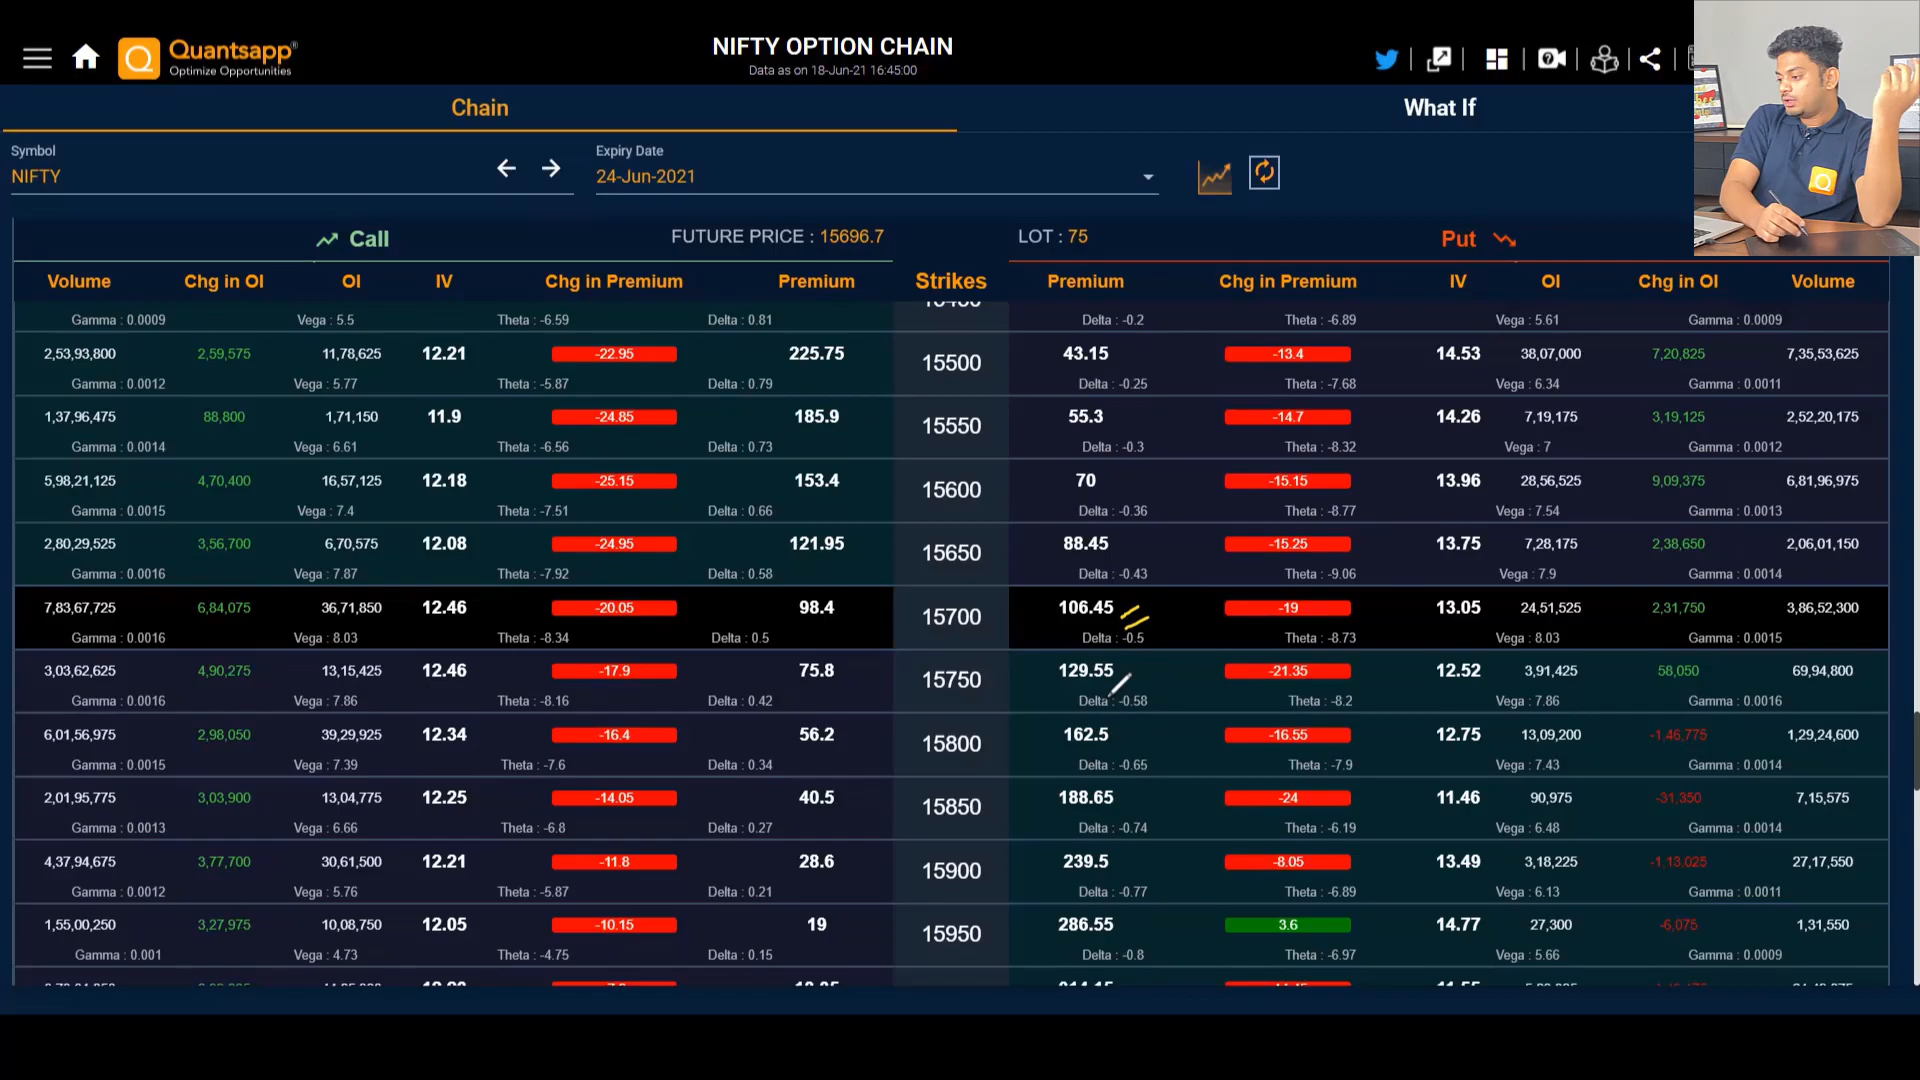 Quantsapp®
Optimize Opportunities
NIFTY OPTION CHAIN
Data as on 18-Jun-21 16:45:00
Chain
What If
Symbol
NIFTY
Expiry Date
24-Jun-2021
Call
FUTURE PRICE : 15696.7
LOT : 75
Put
Volume Chg in OI OI IV Chg in Premium Premium Strikes Premium Chg in Premium IV OI Chg in OI Volume
Gamma : 0.0009 Vega : 5.5 Theta : -6.59 Delta : 0.81 Delta : -0.2 Theta : -6.89 Vega : 5.61 Gamma : 0.0009
2,53,93,800 2,59,575 11,78,625 12.21 -22.95 225.75 15500 43.15 -13.4 14.53 38,07,000 7,20,825 7,35,53,625
Gamma : 0.0012 Vega : 5.77 Theta : -5.87 Delta : 0.79 Delta : -0.25 Theta : -7.68 Vega : 6.34 Gamma : 0.0011
1,37,96,475 88,800 1,71,150 11.9 -24.85 185.9 15550 55.3 -14.7 14.26 7,19,175 3,19,125 2,52,20,175
Gamma : 0.0014 Vega : 6.61 Theta : -6.56 Delta : 0.73 Delta : -0.3 Theta : -8.32 Vega : 7 Gamma : 0.0012
5,98,21,125 4,70,400 16,57,125 12.18 -25.15 153.4 15600 70 -15.15 13.96 28,56,525 9,09,375 6,81,96,975
Gamma : 0.0015 Vega : 7.4 Theta : -7.51 Delta : 0.66 Delta : -0.36 Theta : -8.77 Vega : 7.54 Gamma : 0.0013
2,80,29,525 3,56,700 6,70,575 12.08 -24.95 121.95 15650 88.45 -15.25 13.75 7,28,175 2,38,650 2,06,01,150
Gamma : 0.0016 Vega : 7.87 Theta : -7.92 Delta : 0.58 Delta : -0.43 Theta : -9.06 Vega : 7.9 Gamma : 0.0014
7,83,67,725 6,84,075 36,71,850 12.46 -20.05 98.4 15700 106.45 -19 13.05 24,51,525 2,31,750 3,86,52,300
Gamma : 0.0016 Vega : 8.03 Theta : -8.34 Delta : 0.5 Delta : -0.5 Theta : -8.73 Vega : 8.03 Gamma : 0.0015
3,03,62,625 4,90,275 13,15,425 12.46 -17.9 75.8 15750 129.55 -21.35 12.52 3,91,425 58,050 69,94,800
Gamma : 0.0016 Vega : 7.86 Theta : -8.16 Delta : 0.42 Delta : -0.58 Theta : -8.2 Vega : 7.86 Gamma : 0.0016
6,01,56,975 2,98,050 39,29,925 12.34 -16.4 56.2 15800 162.5 -16.55 12.75 13,09,200 -1,46,775 1,29,24,600
Gamma : 0.0015 Vega : 7.39 Theta : -7.6 Delta : 0.34 Delta : -0.65 Theta : -7.9 Vega : 7.43 Gamma : 0.0014
2,01,95,775 3,03,900 13,04,775 12.25 -14.05 40.5 15850 188.65 -24 11.46 90,975 -31,350 7,15,575
Gamma : 0.0013 Vega : 6.66 Theta : -6.8 Delta : 0.27 Delta : -0.74 Theta : -6.19 Vega : 6.48 Gamma : 0.0014
4,37,94,675 3,77,700 30,61,500 12.21 -11.8 28.6 15900 239.5 -8.05 13.49 3,18,225 -1,13,025 27,17,550
Gamma : 0.0012 Vega : 5.76 Theta : -5.87 Delta : 0.21 Delta : -0.77 Theta : -6.89 Vega : 6.13 Gamma : 0.0011
1,55,00,250 3,27,975 10,08,750 12.05 -10.15 19 15950 286.55 3.6 14.77 27,300 -6,075 1,31,550
Gamma : 0.001 Vega : 4.73 Theta : -4.75 Delta : 0.15 Delta : -0.8 Theta : -6.97 Vega : 5.66 Gamma : 0.0009